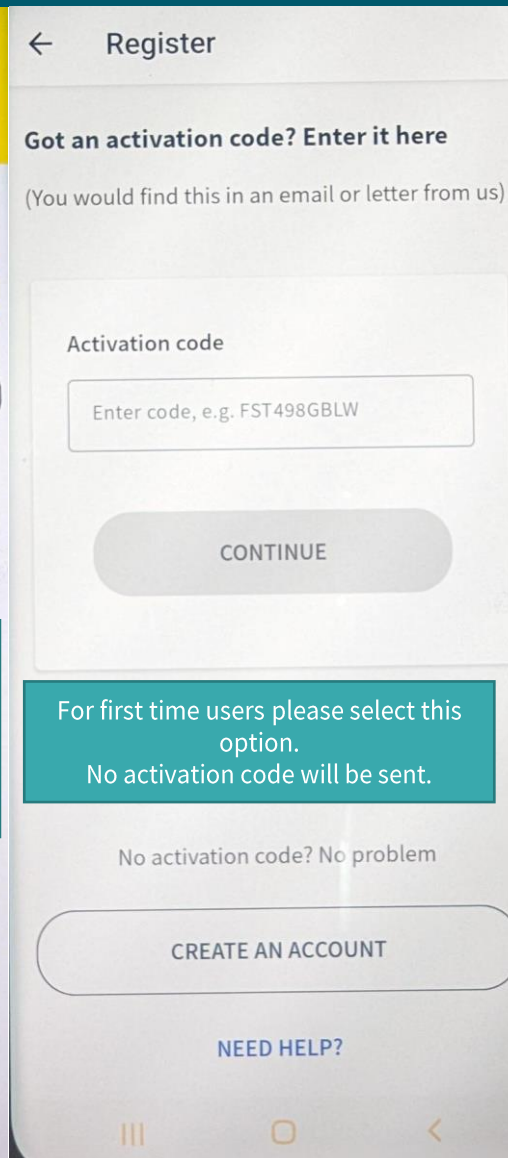 Register
Got an activation code? Enter it here
(You would find this in an email or letter from us)
Activation code
Enter code, e.g. FST498GBLW
CONTINUE
For first time users please select this
option.
No activation code will be sent.
No activation code? No problem
CREATE AN ACCOUNT
NEED HELP?